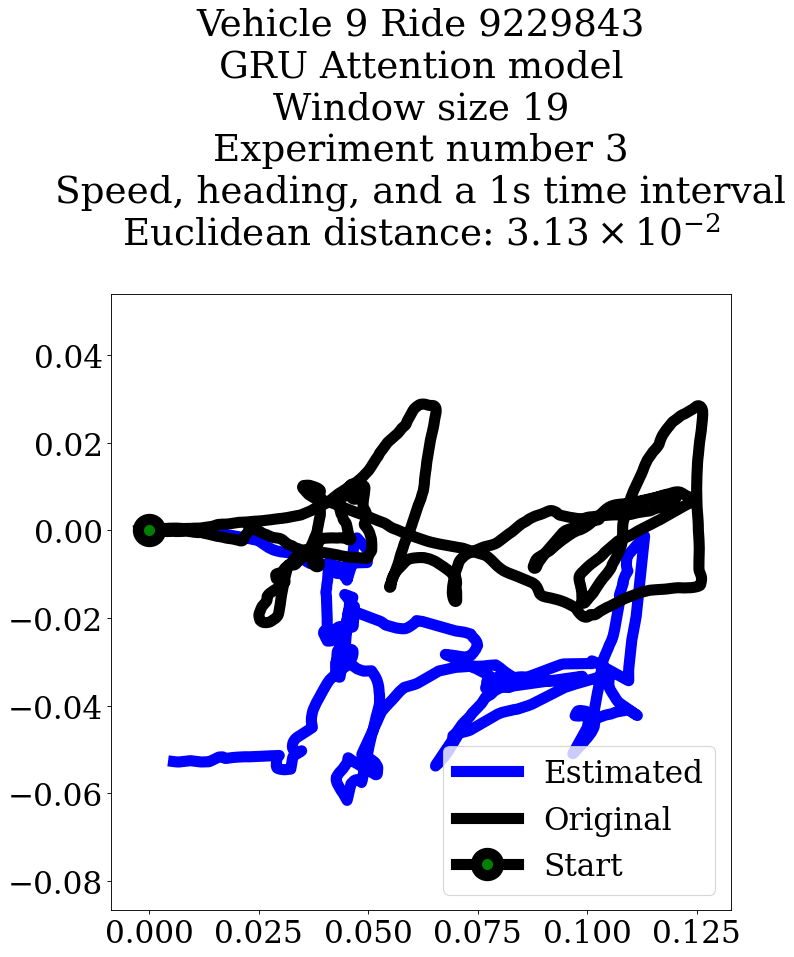 Vehicle 9 Ride 9229843
GRU Attention model
Window size 19
Experiment number 3
Speed, heading, and a 1s time interval
Euclidean distance: 3.13 × 10⁻²
0.04
0.02
0.00
−0.02
−0.04
−0.06
−0.08
Estimated
Original
Start
0.000 0.025 0.050 0.075 0.100 0.125